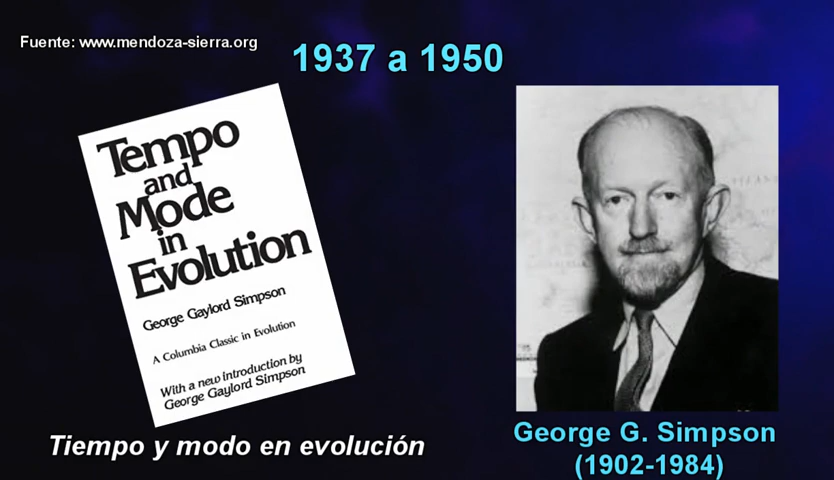 Fuente: www.mendoza-sierra.org
1937 a 1950
Tempo
and
Mode
in
Evolution
George Gaylord Simpson
A Columbia Classic in Evolution
With a new introduction by
George Gaylord Simpson
Tiempo y modo en evolución
George G. Simpson
(1902-1984)